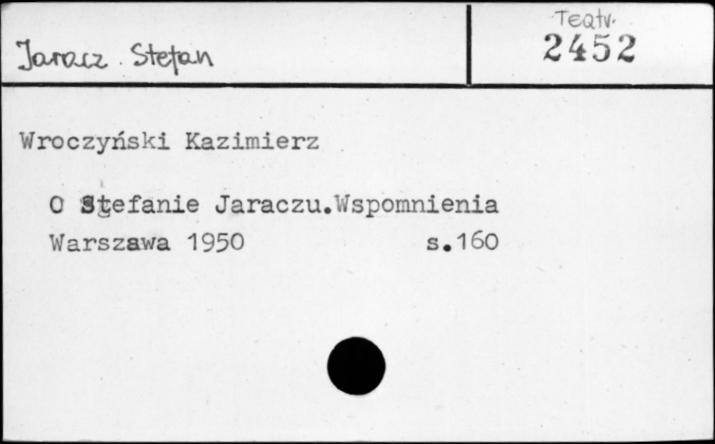 Jaracz Stefan
Teatr.
2452
Wroczyński Kazimierz
O Stefanie Jaraczu.Wspomnienia
Warszawa 1950 s.160